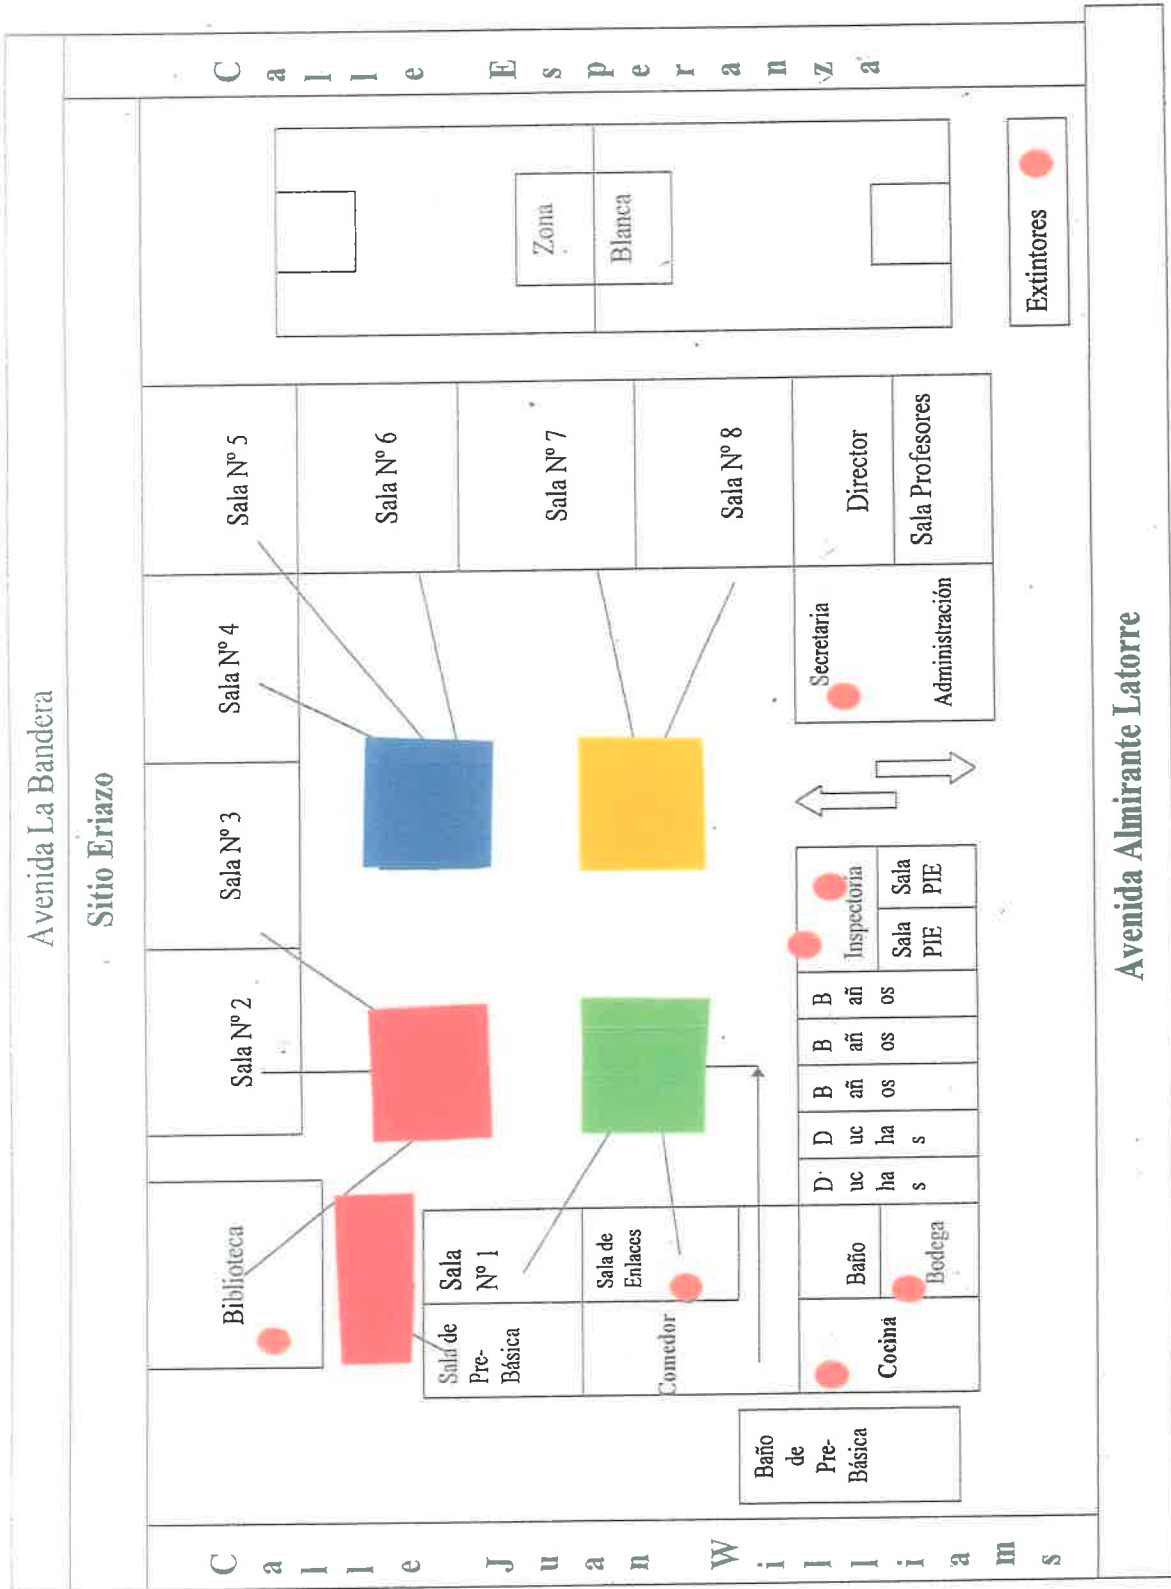 Avenida La Bandera
Sitio Eriazo
Calle Juan Williams
Calle Esperanza
Biblioteca
Sala Nº 2
Sala Nº 3
Sala Nº 4
Sala Nº 5
Sala Nº 6
Sala Nº 7
Sala Nº 8
Director
Sala Profesores
Zona
Blanca
Sala de
Pre-
Básica
Sala
Nº 1
Comedor
Sala de
Enlaces
Baño
de
Pre-
Básica
Cocina
Baño
Bodega
D
uc
ha
s
D
uc
ha
s
B
añ
os
B
añ
os
B
añ
os
Inspectoria
Sala
PIE
Sala
PIE
Secretaria
Administración
Extintores
Avenida Almirante Latorre